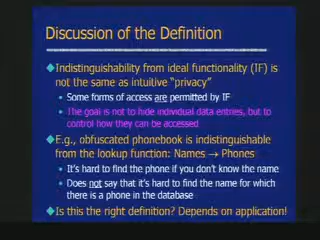 Discussion of the Definition
Indistinguishability from ideal functionality (IF) is
not the same as intuitive "privacy"
• Some forms of access are permitted by IF
• The goal is not to hide individual data entries, but to
control how they can be accessed
E.g., obfuscated phonebook is indistinguishable
from the lookup function: Names → Phones
• It's hard to find the phone if you don't know the name
• Does not say that it's hard to find the name for which
there is a phone in the database
Is this the right definition? Depends on application!